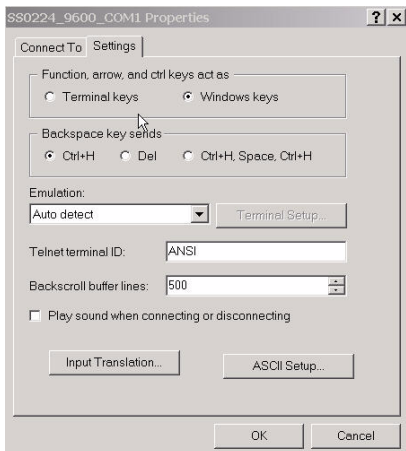 SS0224_9600_COM1 Properties
Connect To Settings
Function, arrow, and ctrl keys act as
Terminal keys Windows keys
Backspace key sends
Ctrl+H Del Ctrl+H, Space, Ctrl+H
Emulation:
Auto detect Terminal Setup...
Telnet terminal ID: ANSI
Backscroll buffer lines: 500
Play sound when connecting or disconnecting
Input Translation... ASCII Setup...
OK Cancel